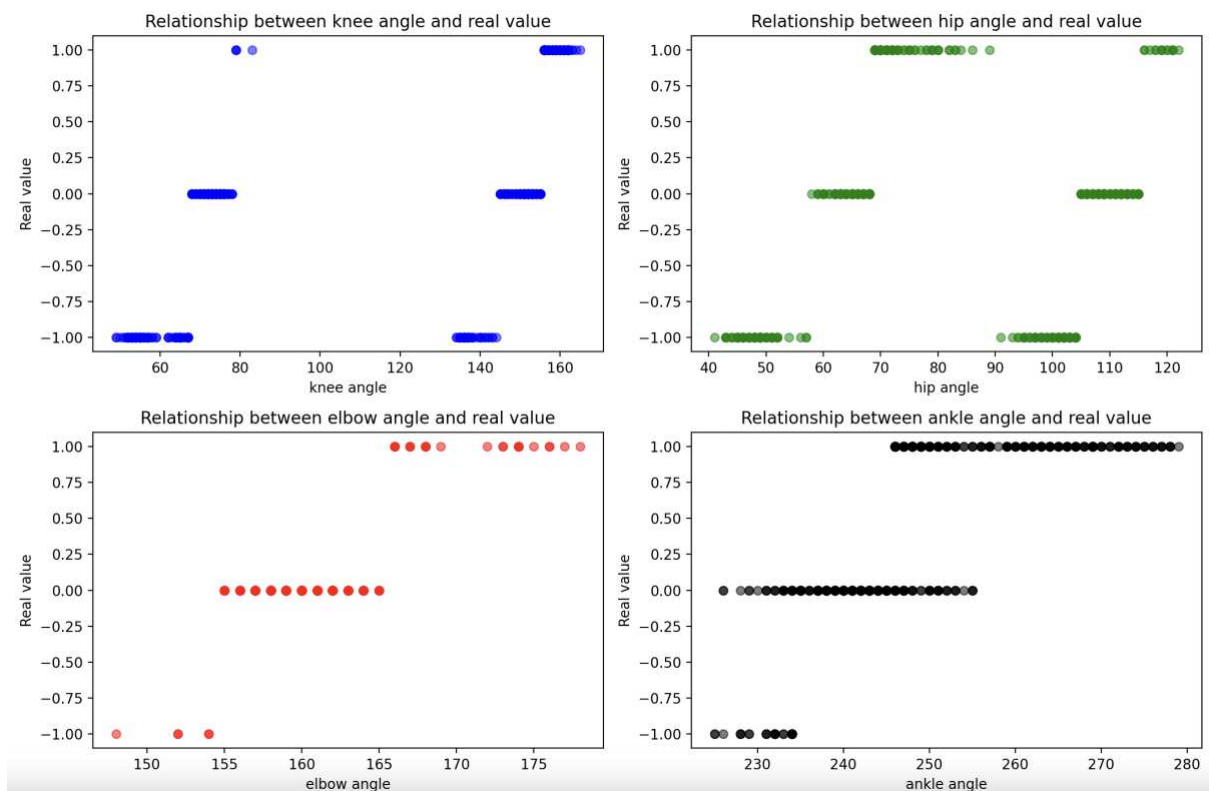 Relationship between knee angle and real value
Real value
1.00
0.75
0.50
0.25
0.00
−0.25
−0.50
−0.75
−1.00
60 80 100 120 140 160
knee angle
Relationship between hip angle and real value
Real value
1.00
0.75
0.50
0.25
0.00
−0.25
−0.50
−0.75
−1.00
40 50 60 70 80 90 100 110 120
hip angle
Relationship between elbow angle and real value
Real value
1.00
0.75
0.50
0.25
0.00
−0.25
−0.50
−0.75
−1.00
150 155 160 165 170 175
elbow angle
Relationship between ankle angle and real value
Real value
1.00
0.75
0.50
0.25
0.00
−0.25
−0.50
−0.75
−1.00
230 240 250 260 270 280
ankle angle